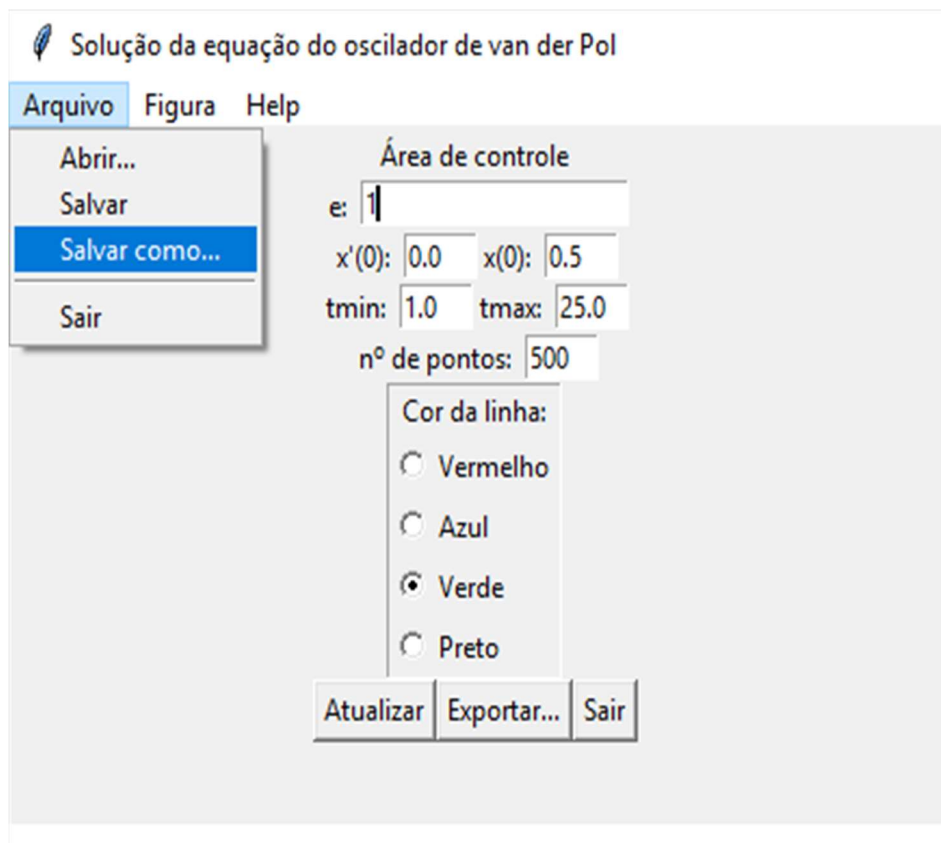 Solução da equação do oscilador de van der Pol
Arquivo Figura Help
Abrir...
Salvar
Salvar como...
Sair
Área de controle
e: 1
x'(0): 0.0 x(0): 0.5
tmin: 1.0 tmax: 25.0
nº de pontos: 500
Cor da linha:
Vermelho
Azul
Verde
Preto
Atualizar Exportar... Sair